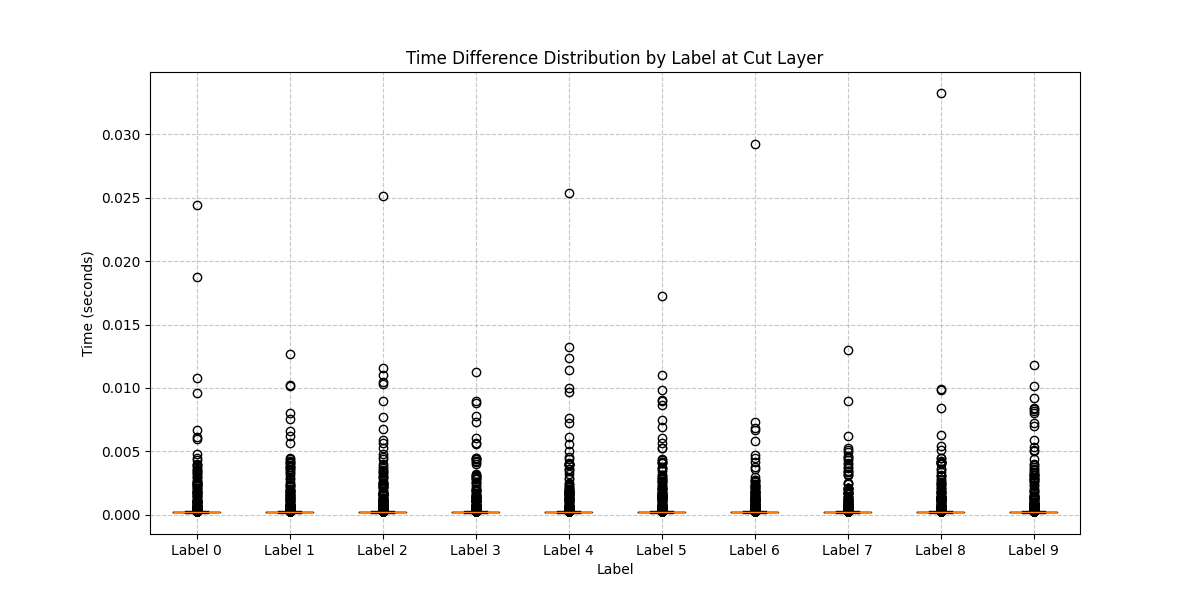 Time Difference Distribution by Label at Cut Layer
Time (seconds)
0.030
0.025
0.020
0.015
0.010
0.005
0.000
Label 0 Label 1 Label 2 Label 3 Label 4 Label 5 Label 6 Label 7 Label 8 Label 9
Label